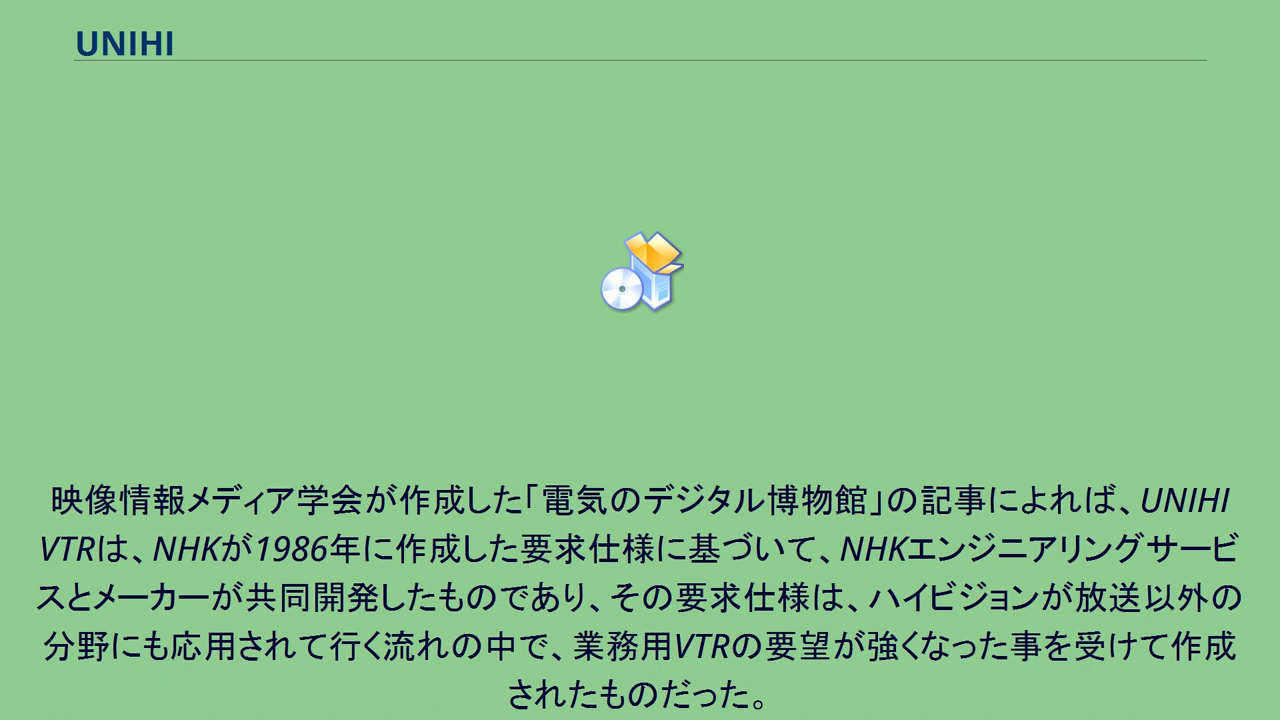 UNIHI
映像情報メディア学会が作成した「電気のデジタル博物館」の記事によれば、UNIHI
VTRは、NHKが1986年に作成した要求仕様に基づいて、NHKエンジニアリングサービ
スとメーカーが共同開発したものであり、その要求仕様は、ハイビジョンが放送以外の
分野にも応用されて行く流れの中で、業務用VTRの要望が強くなった事を受けて作成
されたものだった。